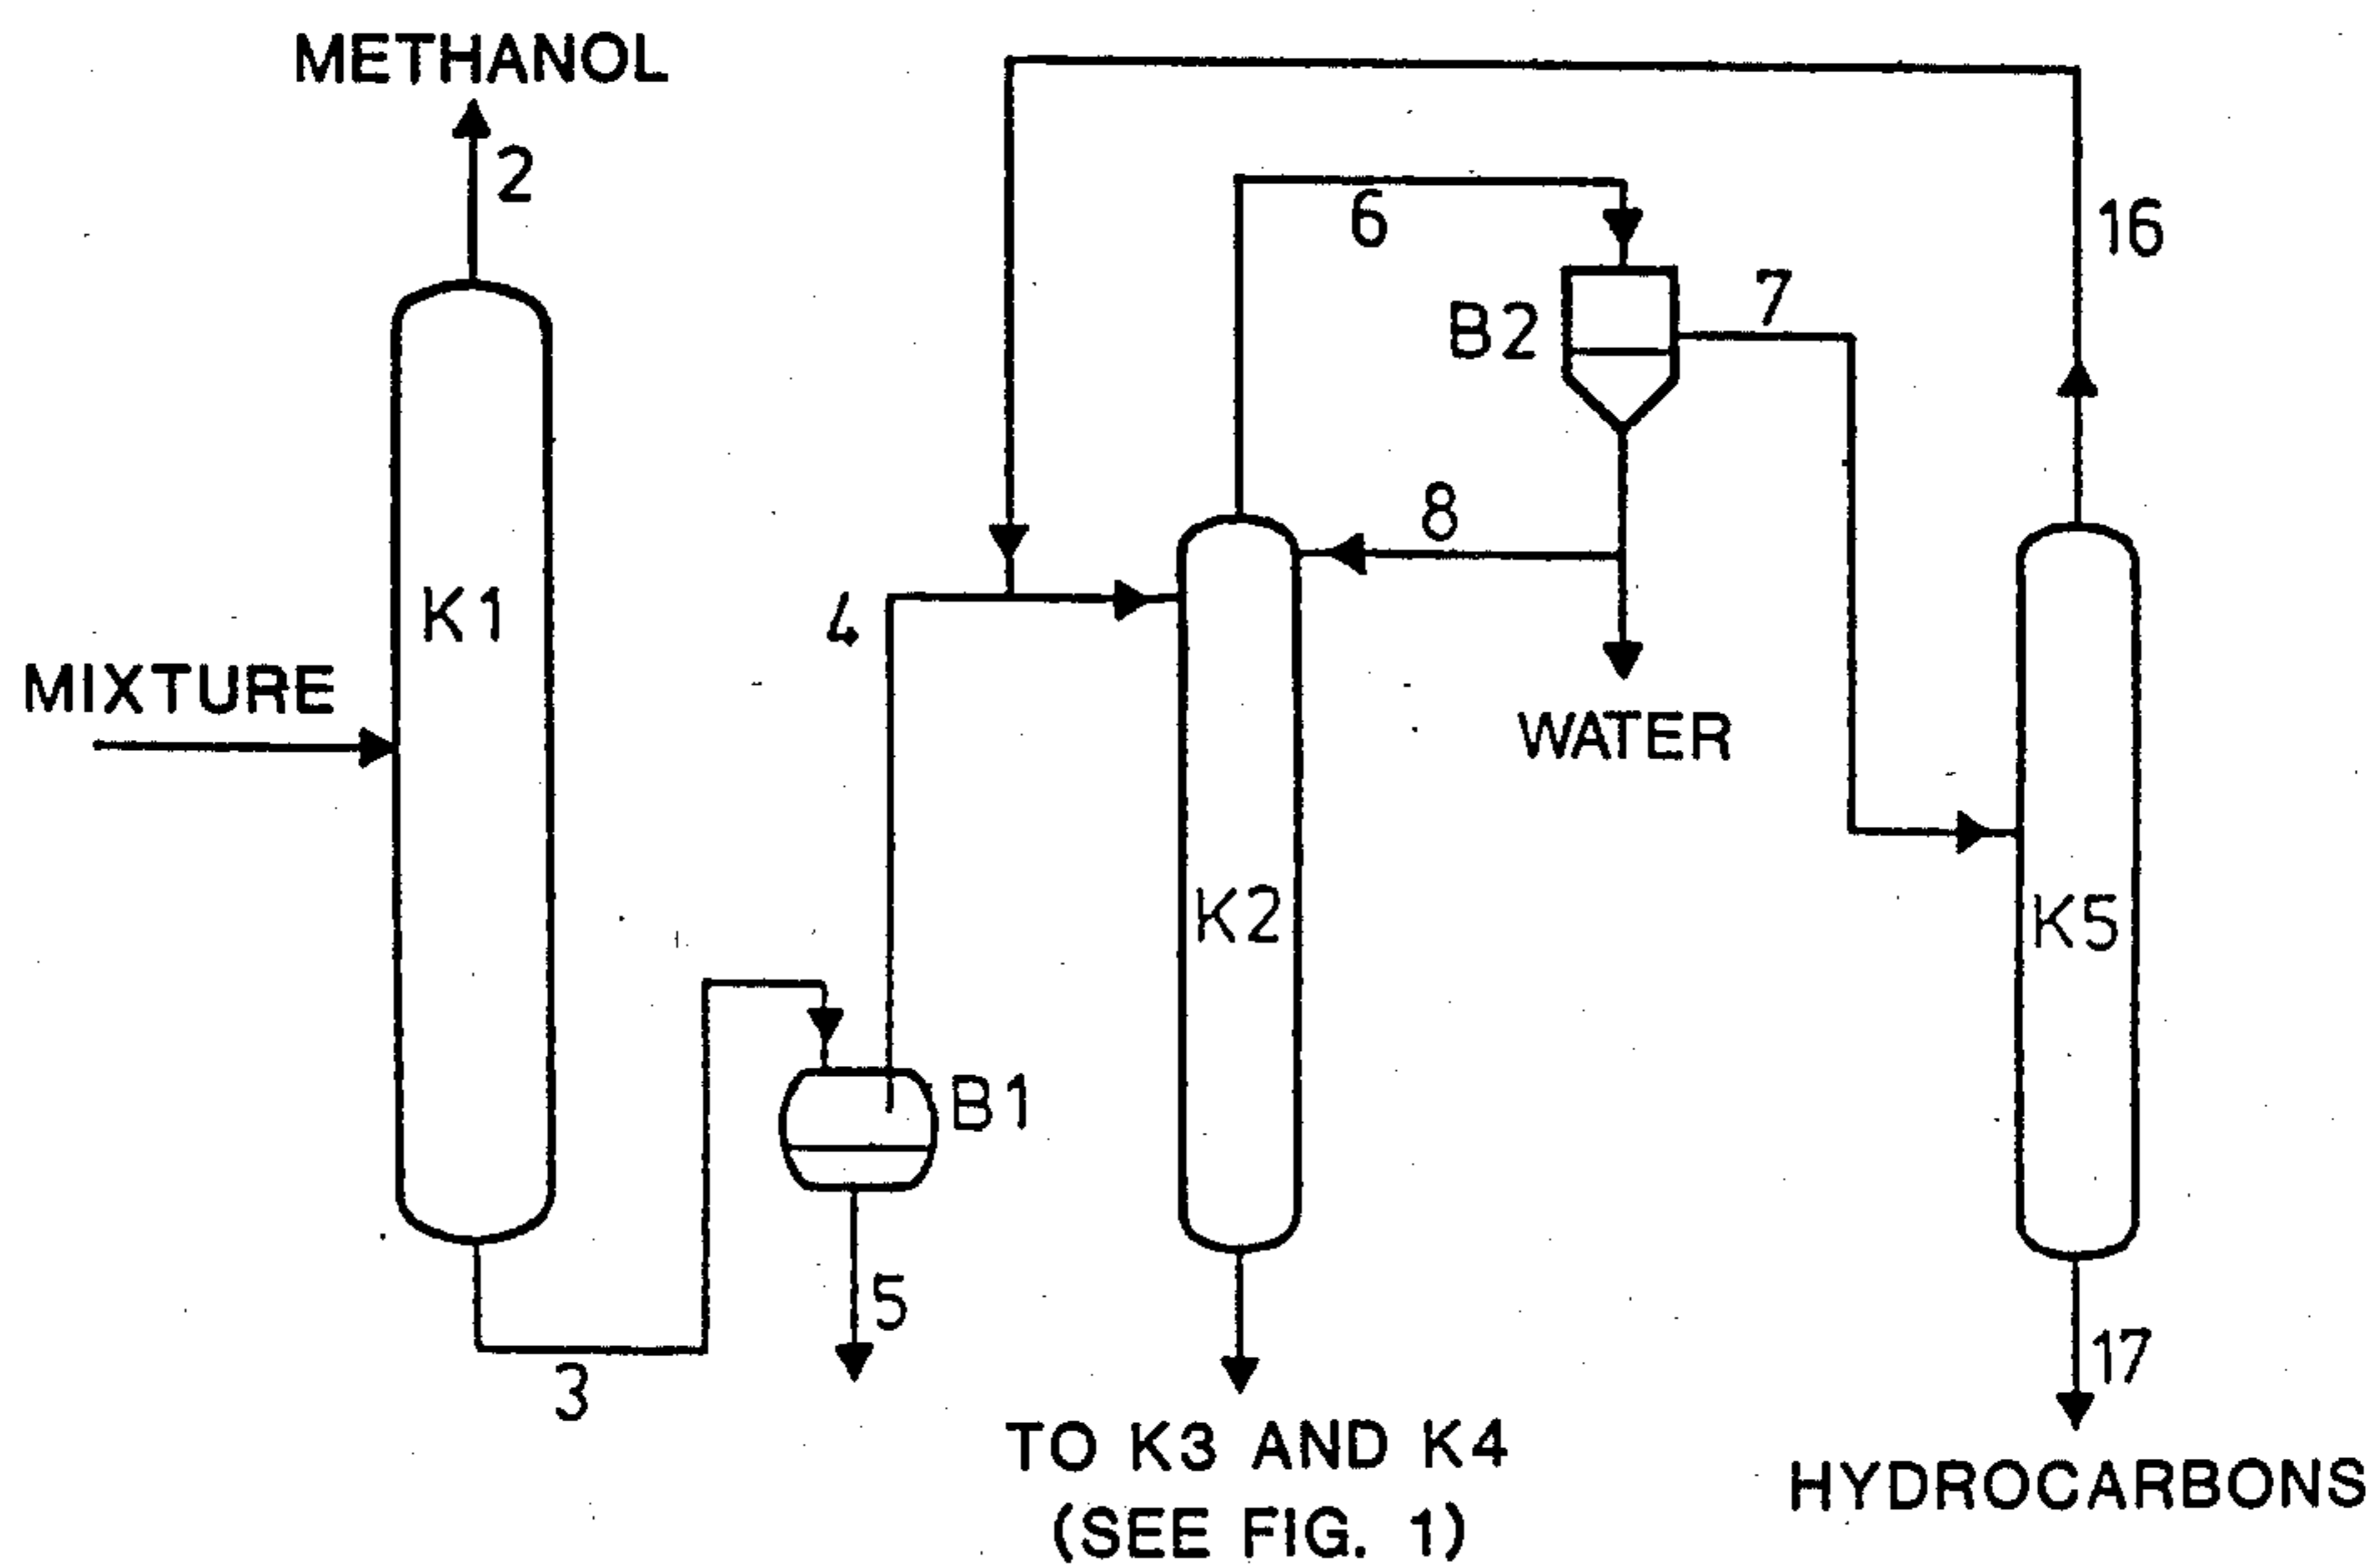 METHANOL
2
6
16
7
B2
8
4
K1
MIXTURE
WATER
K2
K5
B1
5
3
17
TO K3 AND K4
(SEE FIG. 1)
HYDROCARBONS